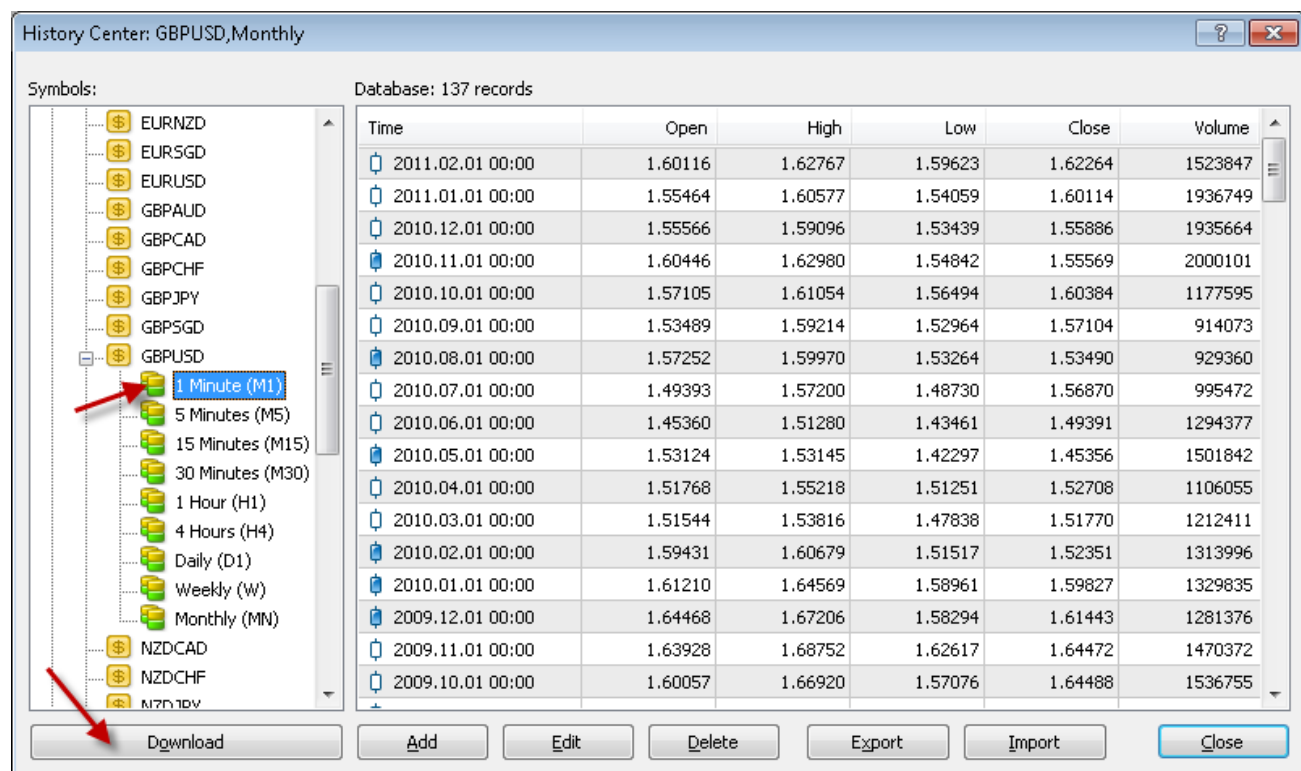 History Center: GBPUSD,Monthly
Symbols:
Database: 137 records
EURNZD
EURSGD
EURUSD
GBPAUD
GBPCAD
GBPCHF
GBPJPY
GBPSGD
GBPUSD
1 Minute (M1)
5 Minutes (M5)
15 Minutes (M15)
30 Minutes (M30)
1 Hour (H1)
4 Hours (H4)
Daily (D1)
Weekly (W)
Monthly (MN)
NZDCAD
NZDCHF
NZDJPY
Time Open High Low Close Volume
2011.02.01 00:00 1.60116 1.62767 1.59623 1.62264 1523847
2011.01.01 00:00 1.55464 1.60577 1.54059 1.60114 1936749
2010.12.01 00:00 1.55566 1.59096 1.53439 1.55886 1935664
2010.11.01 00:00 1.60446 1.62980 1.54842 1.55569 2000101
2010.10.01 00:00 1.57105 1.61054 1.56494 1.60384 1177595
2010.09.01 00:00 1.53489 1.59214 1.52964 1.57104 914073
2010.08.01 00:00 1.57252 1.59970 1.53264 1.53490 929360
2010.07.01 00:00 1.49393 1.57200 1.48730 1.56870 995472
2010.06.01 00:00 1.45360 1.51280 1.43461 1.49391 1294377
2010.05.01 00:00 1.53124 1.53145 1.42297 1.45356 1501842
2010.04.01 00:00 1.51768 1.55218 1.51251 1.52708 1106055
2010.03.01 00:00 1.51544 1.53816 1.47838 1.51770 1212411
2010.02.01 00:00 1.59431 1.60679 1.51517 1.52351 1313996
2010.01.01 00:00 1.61210 1.64569 1.58961 1.59827 1329835
2009.12.01 00:00 1.64468 1.67206 1.58294 1.61443 1281376
2009.11.01 00:00 1.63928 1.68752 1.62617 1.64472 1470372
2009.10.01 00:00 1.60057 1.66920 1.57076 1.64488 1536755
Download Add Edit Delete Export Import Close